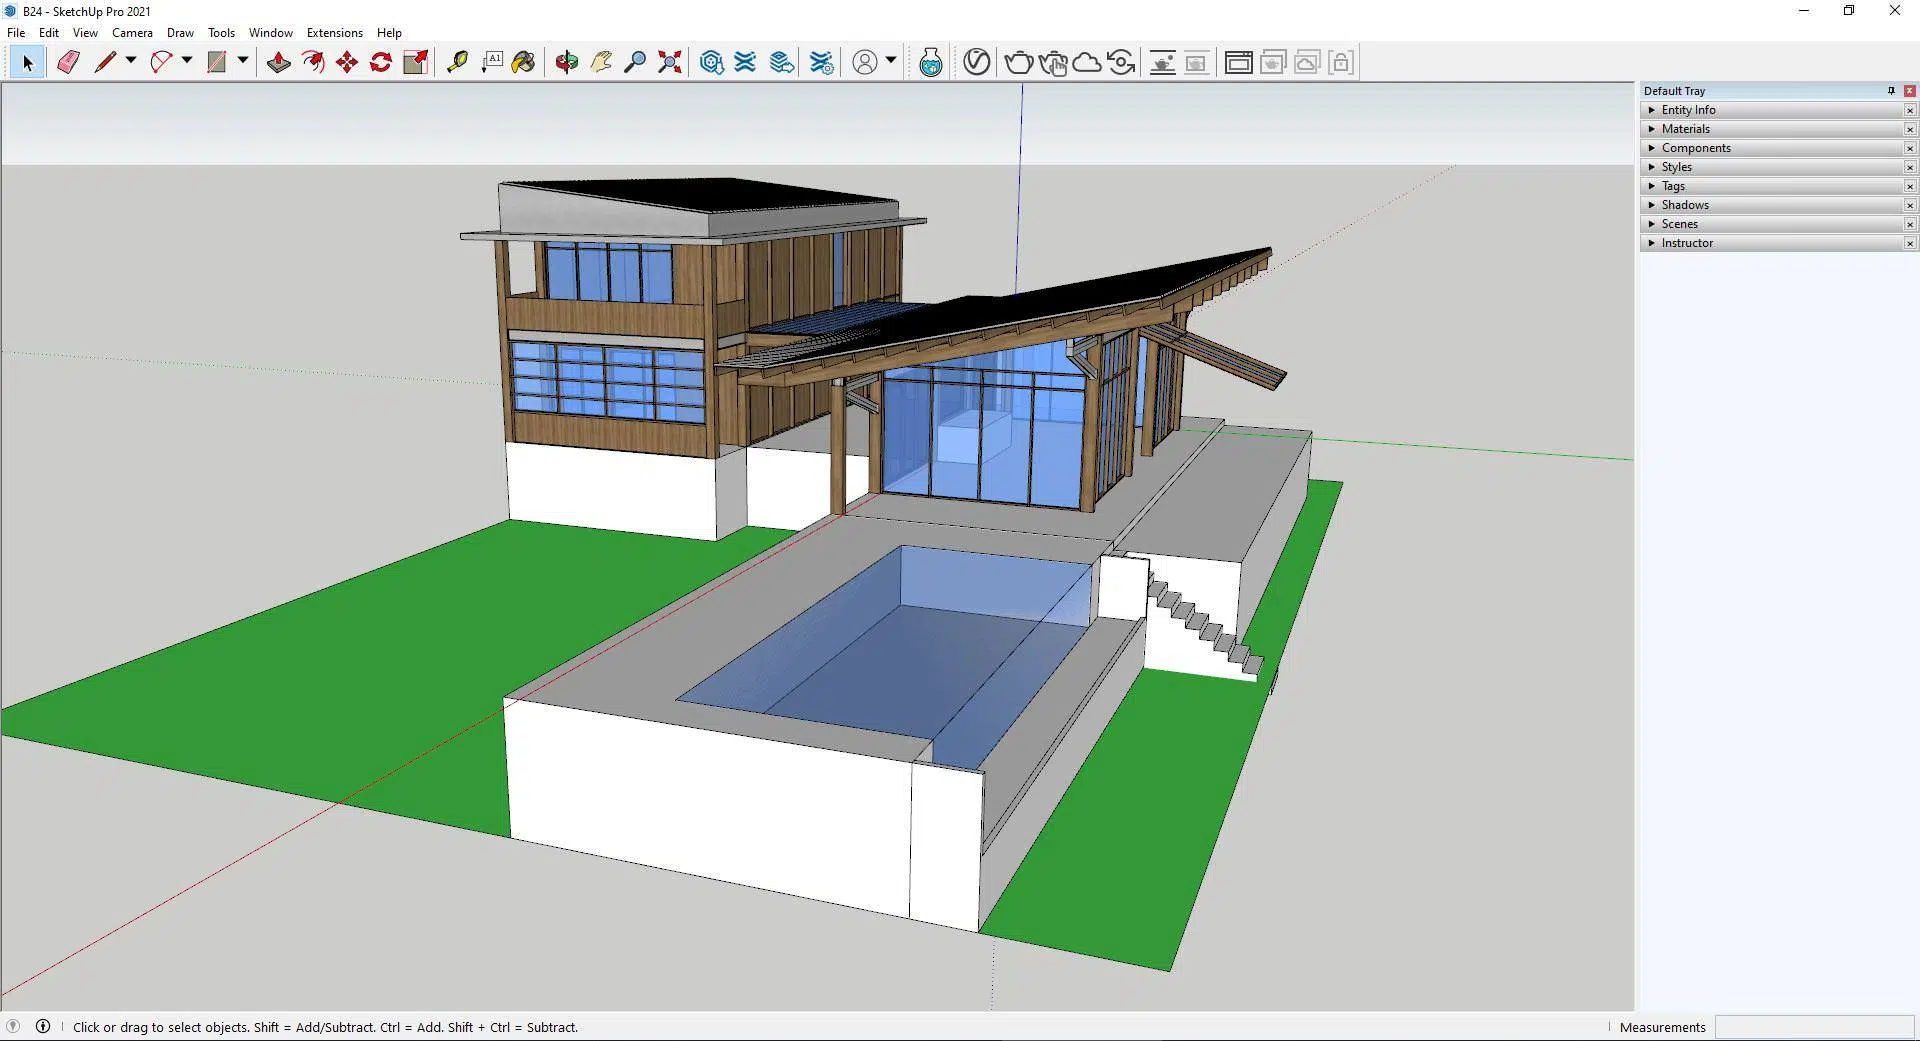 B24 - SketchUp Pro 2021
File Edit View Camera Draw Tools Window Extensions Help
A1
Default Tray
Entity Info
Materials
Components
Styles
Tags
Shadows
Scenes
Instructor
Click or drag to select objects. Shift = Add/Subtract. Ctrl = Add. Shift + Ctrl = Subtract.
Measurements